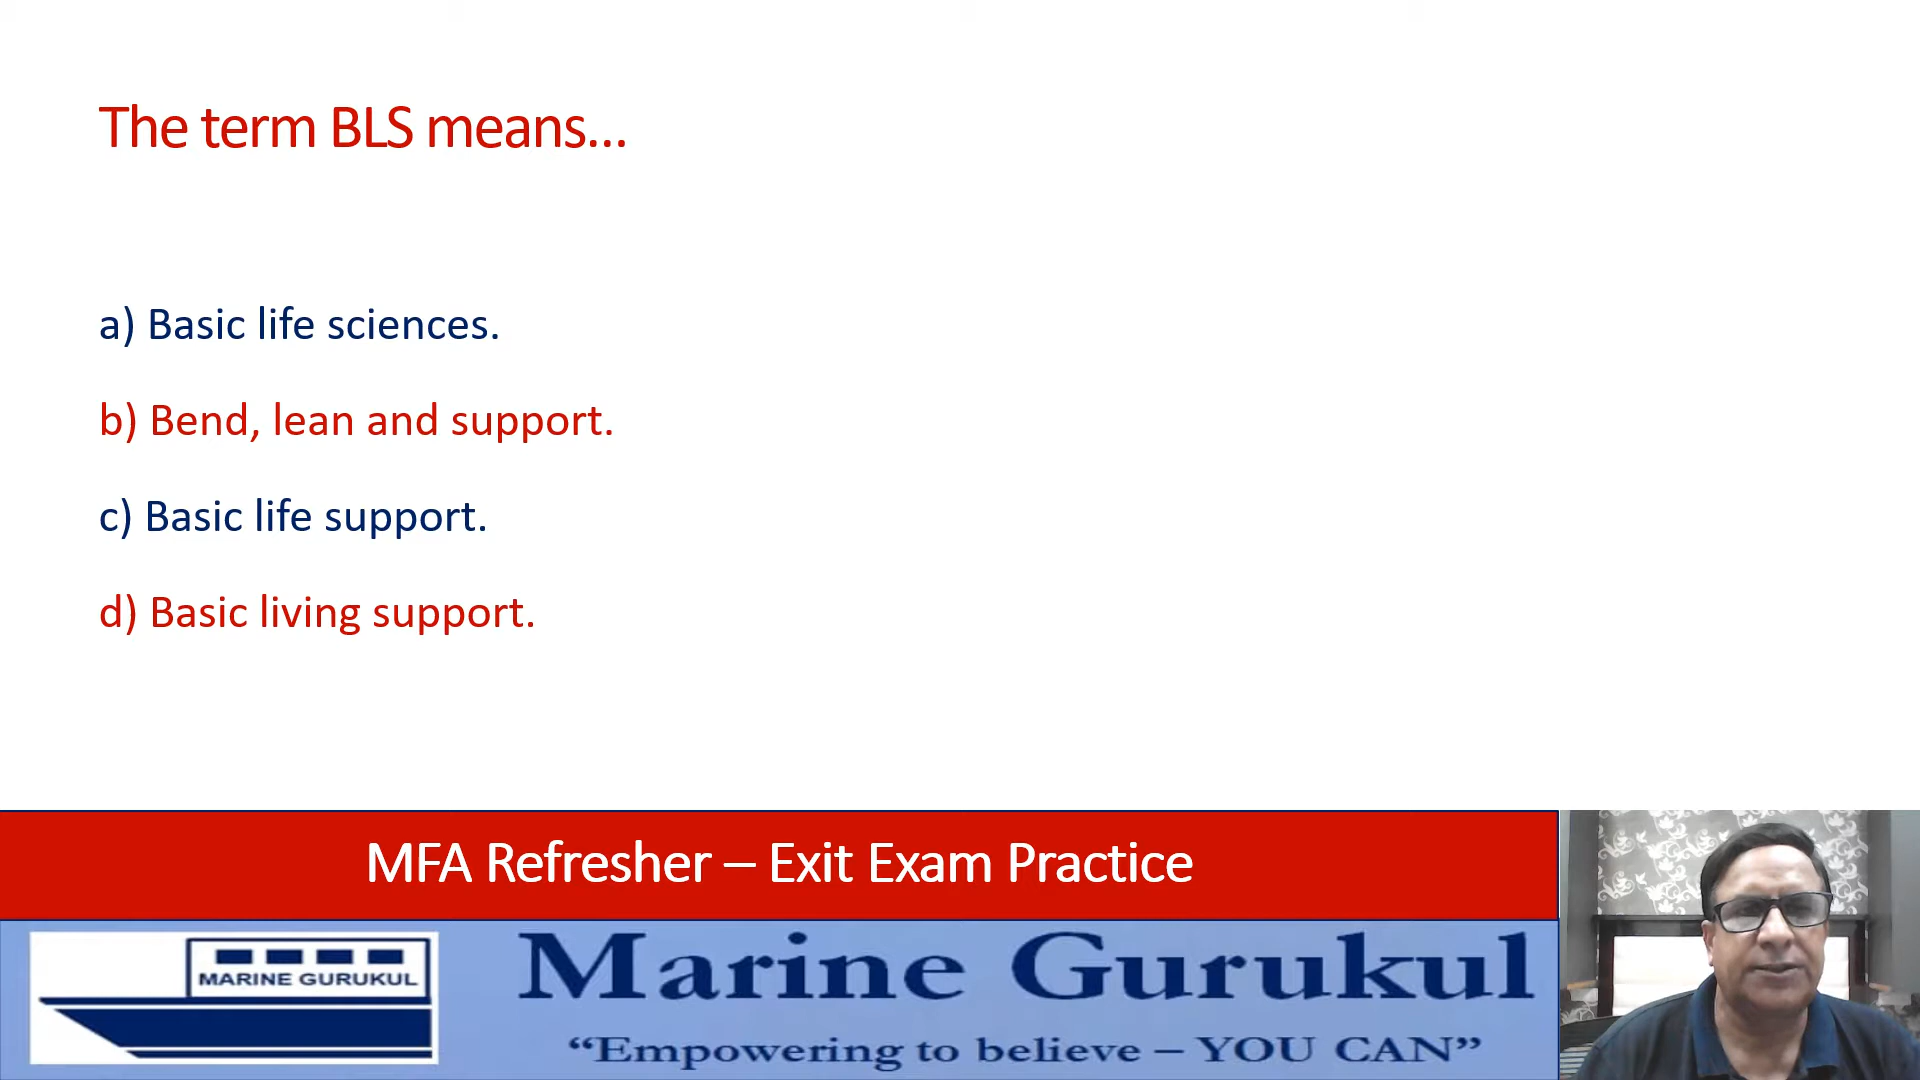 The term BLS means...
a) Basic life sciences.
b) Bend, lean and support.
c) Basic life support.
d) Basic living support.
MFA Refresher – Exit Exam Practice
MARINE GURUKUL
Marine Gurukul
“Empowering to believe – YOU CAN”